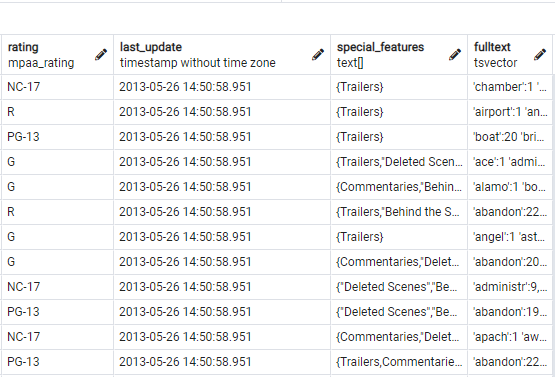 rating last_update special_features fulltext
mpaa_rating timestamp without time zone text[] tsvector
NC-17 2013-05-26 14:50:58.951 {Trailers} 'chamber':1 '...
R 2013-05-26 14:50:58.951 {Trailers} 'airport':1 'an...
PG-13 2013-05-26 14:50:58.951 {Trailers} 'boat':20 'bri...
G 2013-05-26 14:50:58.951 {Trailers,"Deleted Scen... 'ace':1 'admi...
G 2013-05-26 14:50:58.951 {Commentaries,"Behin... 'alamo':1 'bo...
R 2013-05-26 14:50:58.951 {Trailers,"Behind the S... 'abandon':22...
G 2013-05-26 14:50:58.951 {Trailers} 'angel':1 'ast...
G 2013-05-26 14:50:58.951 {Commentaries,"Delet... 'abandon':20...
NC-17 2013-05-26 14:50:58.951 {"Deleted Scenes","Be... 'administr':9,...
PG-13 2013-05-26 14:50:58.951 {"Deleted Scenes","Be... 'abandon':19...
NC-17 2013-05-26 14:50:58.951 {Commentaries,"Delet... 'apach':1 'aw...
PG-13 2013-05-26 14:50:58.951 {Trailers,Commentarie... 'abandon':22...